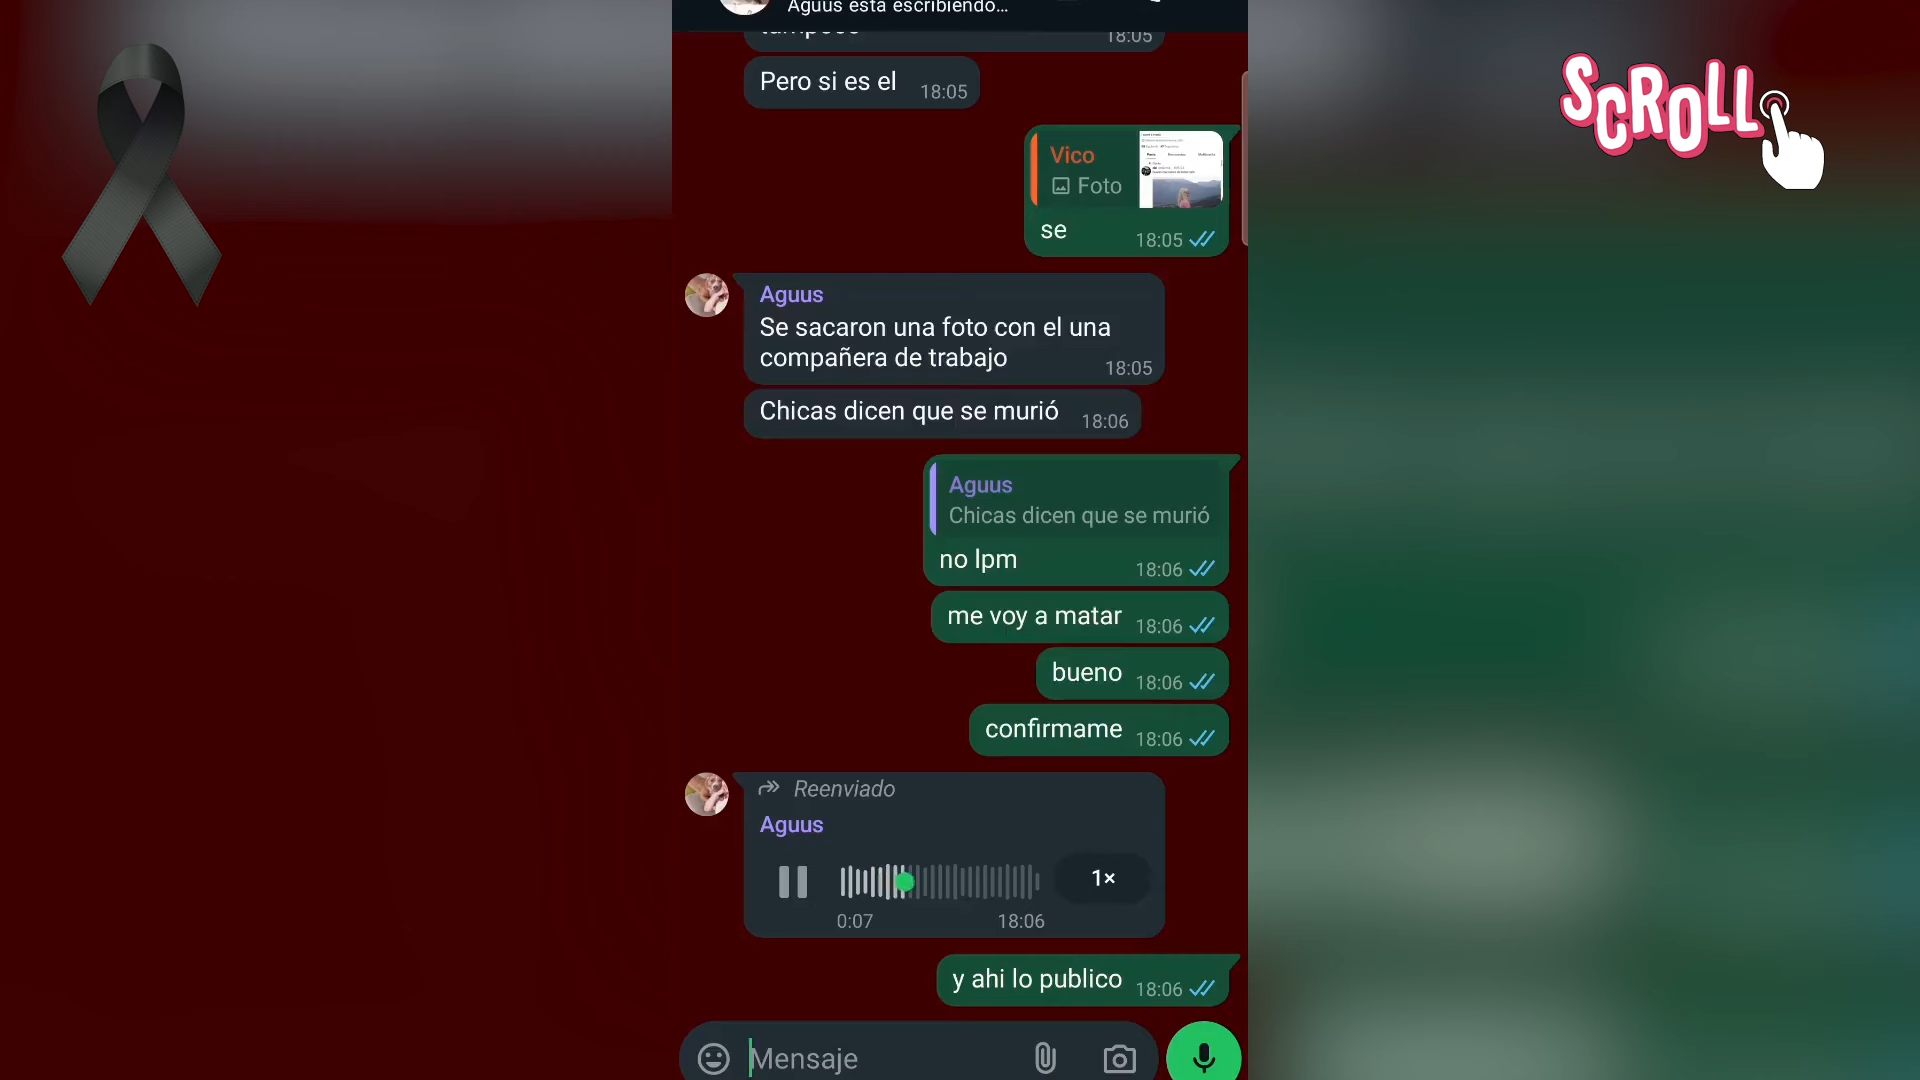 Aguus está escribiendo...
tampoco 18:05
Pero si es el 18:05
SCROLL
Vico
Foto
se 18:05
Aguus
Se sacaron una foto con el una
compañera de trabajo 18:05
Chicas dicen que se murió 18:06
Aguus
Chicas dicen que se murió
no lpm 18:06
me voy a matar 18:06
bueno 18:06
confirmame 18:06
Reenviado
Aguus
1×
0:07 18:06
y ahi lo publico 18:06
Mensaje